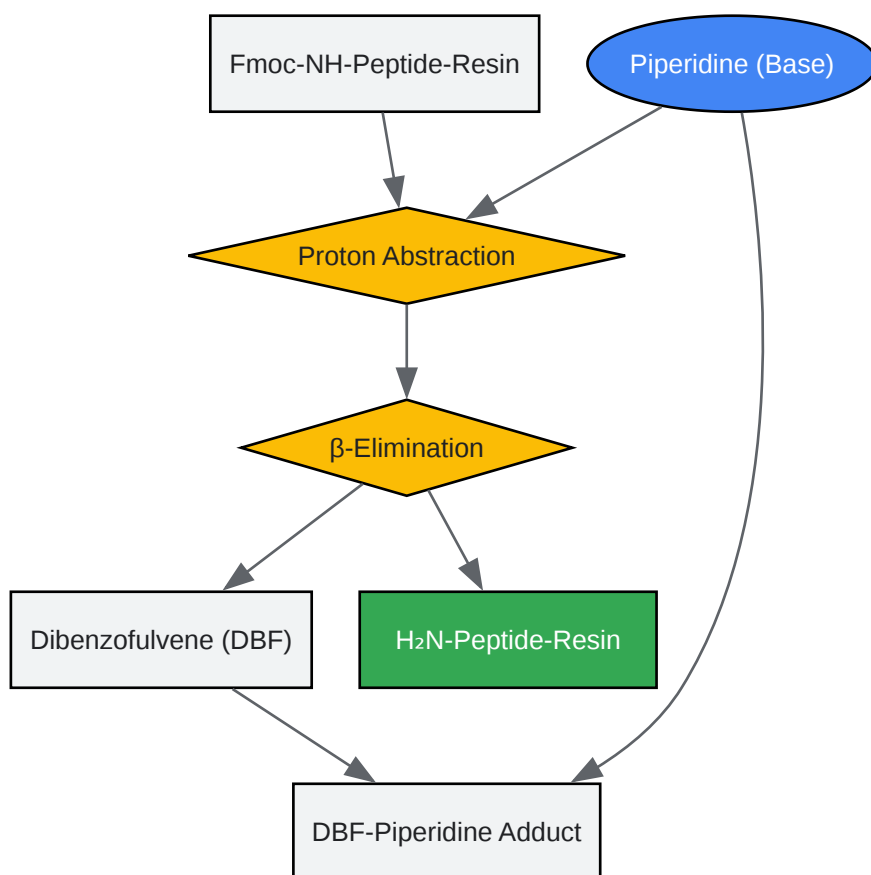 Fmoc-NH-Peptide-Resin
Piperidine (Base)
Proton Abstraction
β-Elimination
Dibenzofulvene (DBF)
H₂N-Peptide-Resin
DBF-Piperidine Adduct